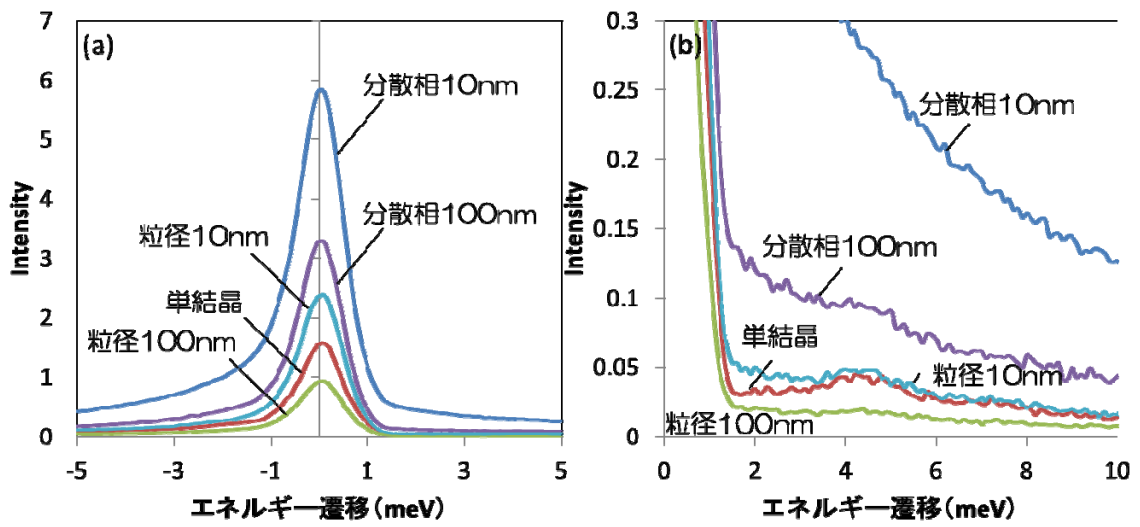 (a)
7
6
5
4
3
2
1
0
Intensity
分散相10nm
分散相100nm
粒径10nm
単結晶
粒径100nm
-5
-3
-1
1
3
5
エネルギー遷移(meV)
(b)
0.3
0.25
0.2
0.15
0.1
0.05
0
Intensity
分散相10nm
分散相100nm
単結晶
粒径10nm
粒径100nm
0
2
4
6
8
10
エネルギー遷移(meV)